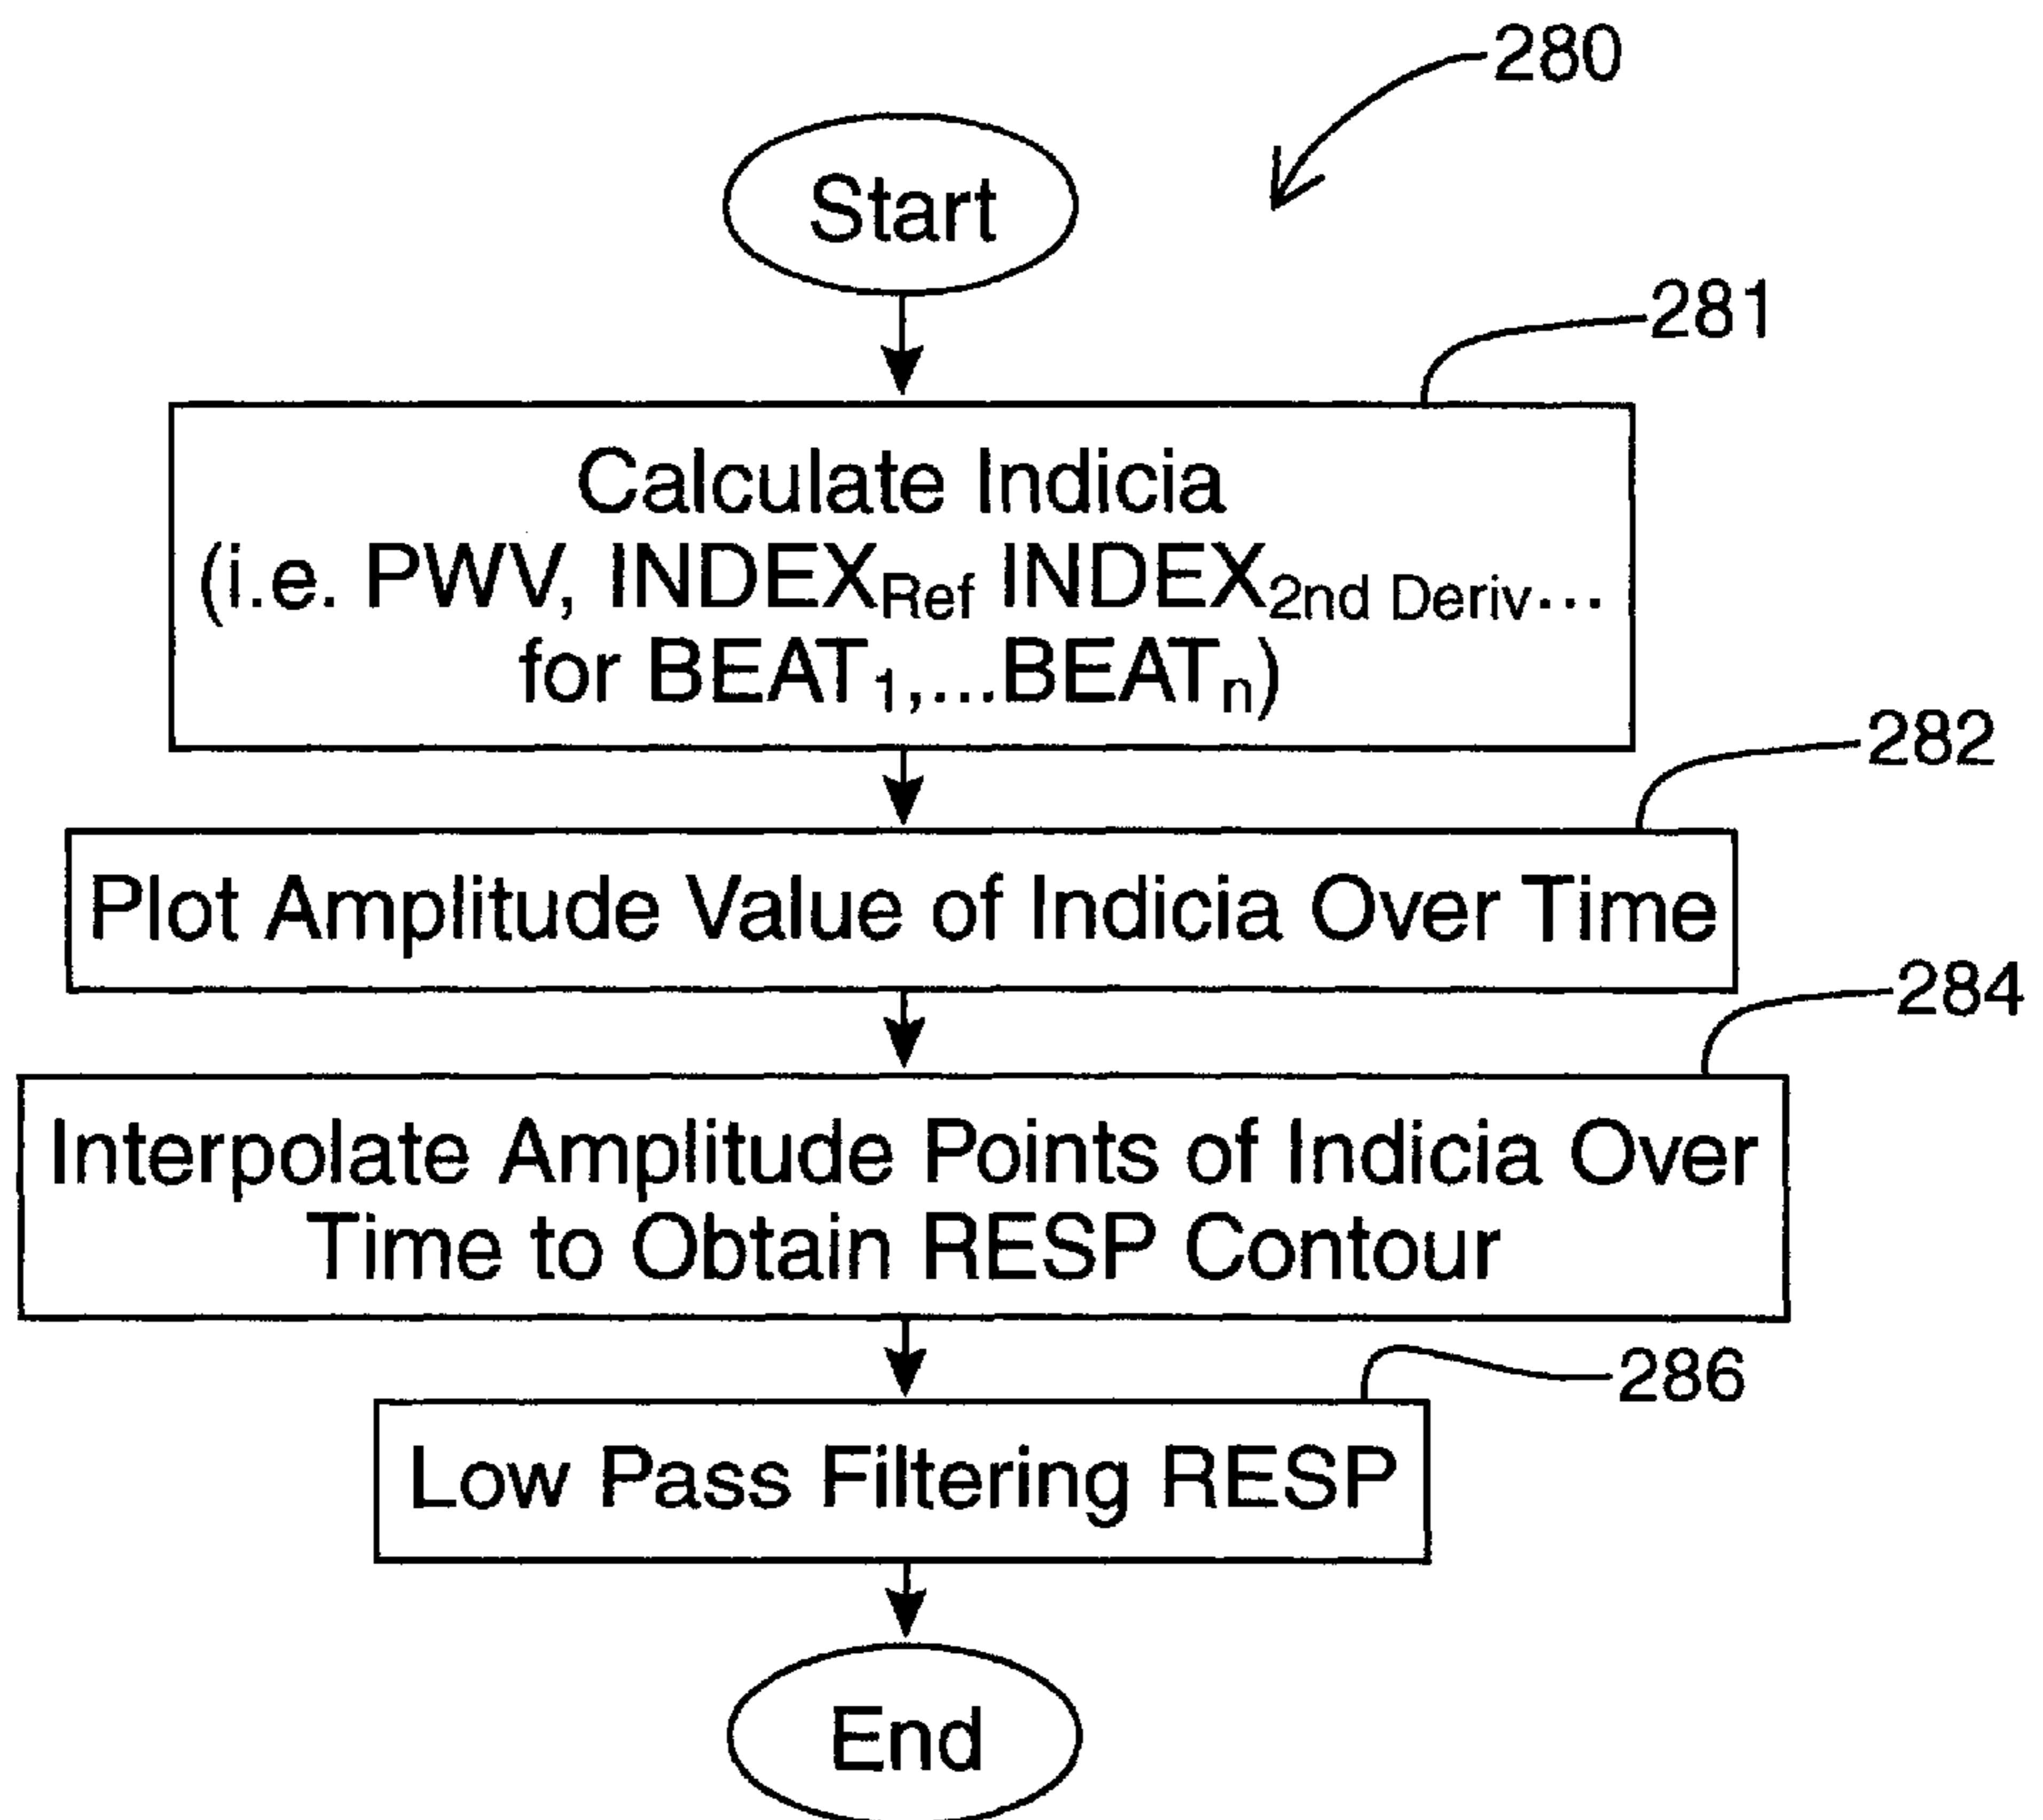 280
Start
281
Calculate Indicia
(i.e. PWV, INDEXRef INDEX2nd Deriv...
for BEAT1,...BEATn)
282
Plot Amplitude Value of Indicia Over Time
284
Interpolate Amplitude Points of Indicia Over
Time to Obtain RESP Contour
286
Low Pass Filtering RESP
End